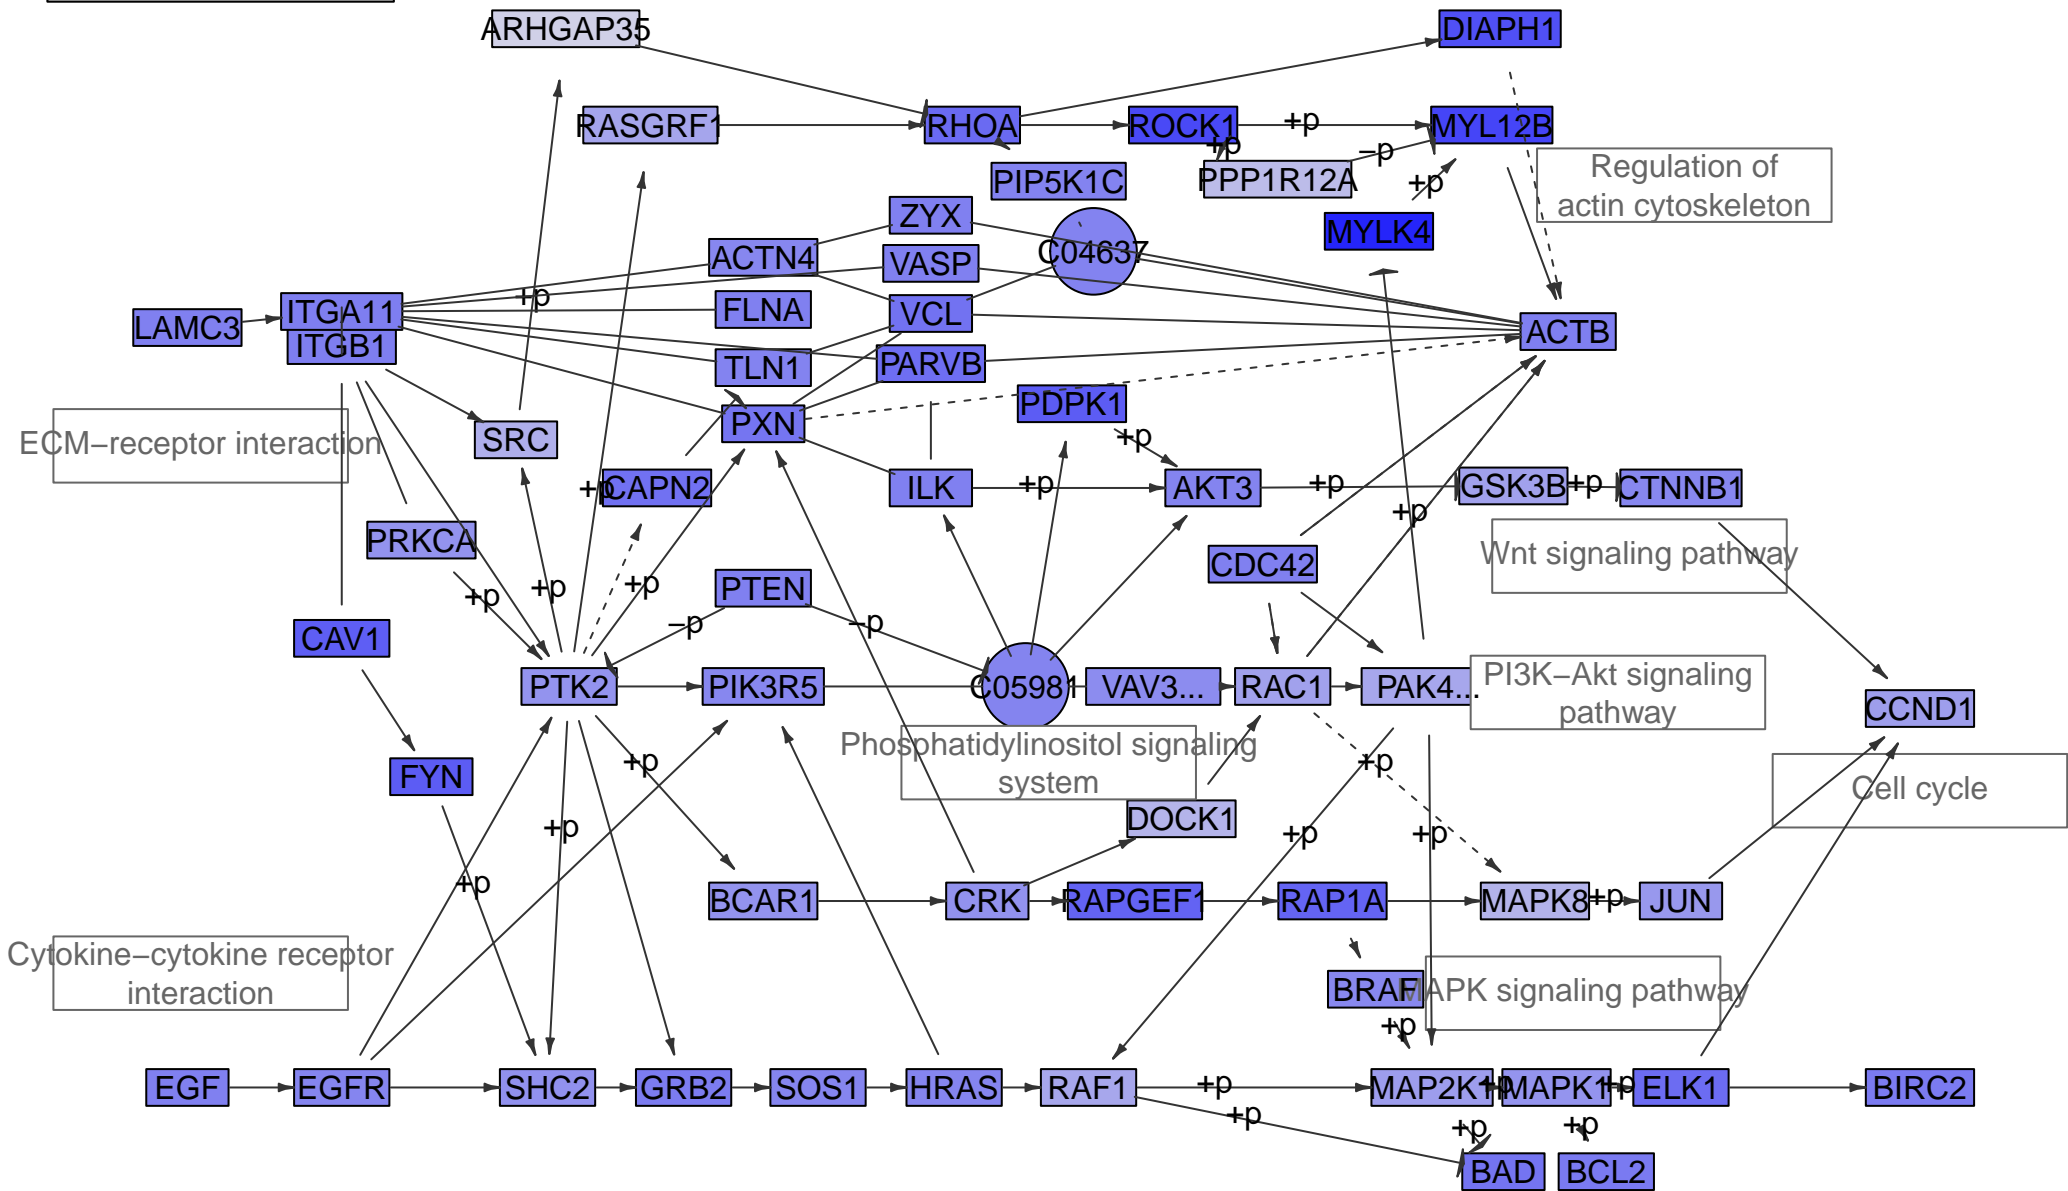 ARHGAP35
DIAPH1
RASGRF1
RHOA
ROCK1
+p
MYL12B
+p
−p
PIP5K1C
PPP1R12A
+p
Regulation of
actin cytoskeleton
ZYX
MYLK4
ACTN4
VASP
C04637
+p
ITGA11
FLNA
VCL
LAMC3
ITGB1
ACTB
TLN1
PARVB
PDPK1
PXN
+p
ECM−receptor interaction
SRC
+p
CAPN2
ILK
+p
AKT3
+p
GSK3B
+p
CTNNB1
+p
PRKCA
Wnt signaling pathway
CDC42
+p
+p
+p
PTEN
−p
−p
CAV1
PTK2
PIK3R5
C05981
VAV3...
RAC1
PAK4...
PI3K−Akt signaling
pathway
CCND1
Phosphatidylinositol signaling
system
+p
+p
FYN
Cell cycle
+p
DOCK1
+p
+p
+p
BCAR1
CRK
RAPGEF1
RAP1A
MAPK8
+p
JUN
Cytokine−cytokine receptor
interaction
BRAF
MAPK signaling pathway
+p
EGF
EGFR
SHC2
GRB2
SOS1
HRAS
RAF1
+p
MAP2K1
+p
MAPK1
+p
ELK1
BIRC2
+p
+p
+p
BAD
BCL2